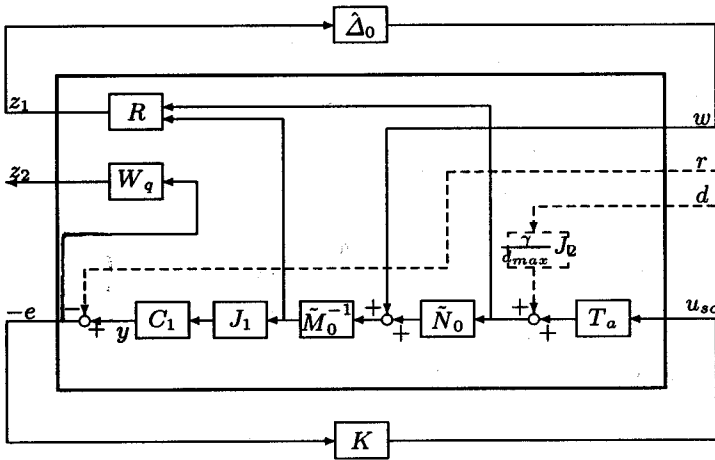 Δ̂₀
z₁ R w
r
z₂ W_q d
γ
d_max J₂
−e − + y C₁ J₁ M̃₀⁻¹ + + Ñ₀ + + T_a u_sc
K